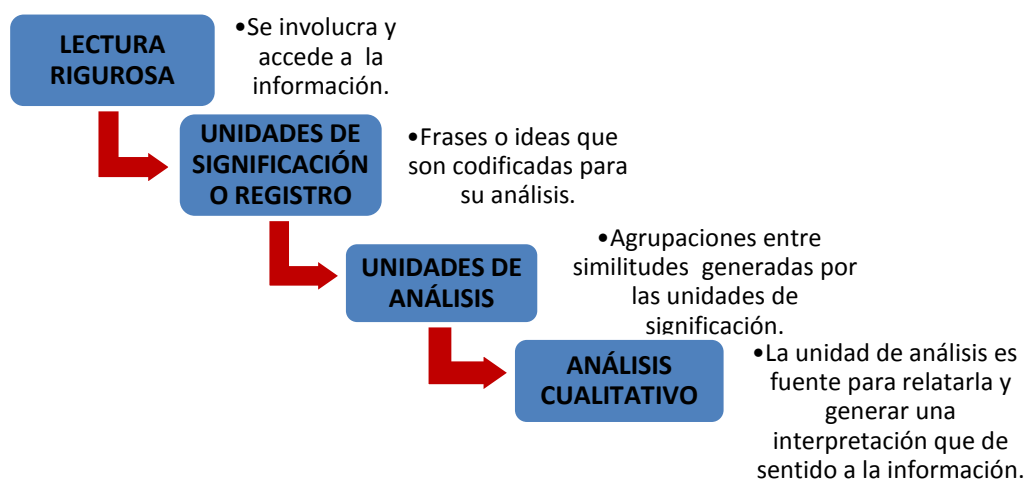 LECTURA
RIGUROSA
•Se involucra y
accede a la
información.
UNIDADES DE
SIGNIFICACIÓN
O REGISTRO
•Frases o ideas que
son codificadas para
su análisis.
UNIDADES DE
ANÁLISIS
•Agrupaciones entre
similitudes generadas por
las unidades de
significación.
ANÁLISIS
CUALITATIVO
•La unidad de análisis es
fuente para relatarla y
generar una
interpretación que de
sentido a la información.